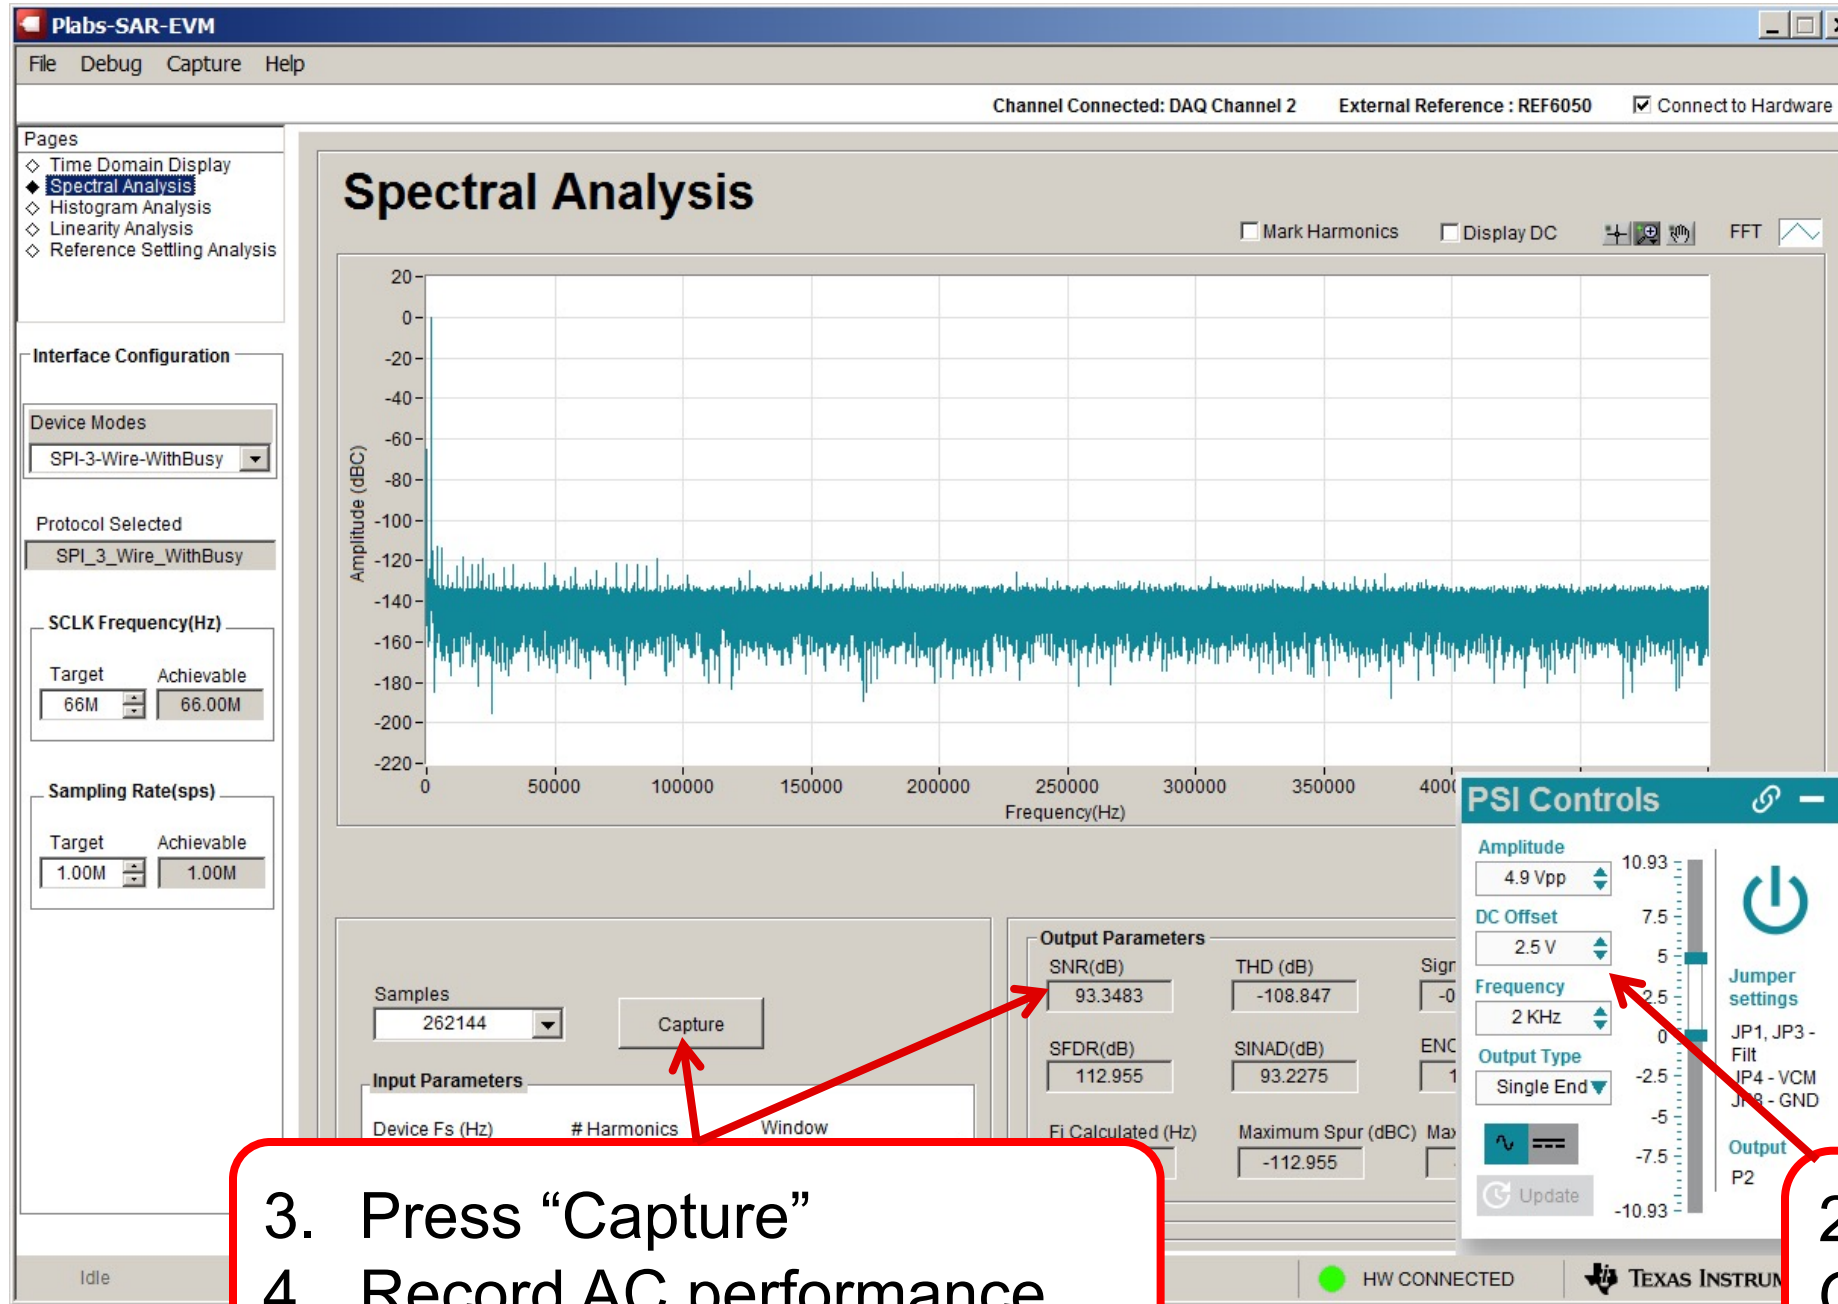 Plabs-SAR-EVM
File Debug Capture Help
Channel Connected: DAQ Channel 2 External Reference : REF6050 Connect to Hardware
Pages
Time Domain Display
Spectral Analysis
Histogram Analysis
Linearity Analysis
Reference Settling Analysis
Interface Configuration
Device Modes
SPI-3-Wire-WithBusy
Protocol Selected
SPI_3_Wire_WithBusy
SCLK Frequency(Hz)
Target Achievable
66M 66.00M
Sampling Rate(sps)
Target Achievable
1.00M 1.00M
Idle
Spectral Analysis
Mark Harmonics Display DC FFT
Amplitude (dBC)
20
0
-20
-40
-60
-80
-100
-120
-140
-160
-180
-200
-220
0 50000 100000 150000 200000 250000 300000 350000
Frequency(Hz)
Samples
262144
Capture
Input Parameters
Device Fs (Hz) # Harmonics Window
Output Parameters
SNR(dB) THD (dB)
93.3483 -108.847
SFDR(dB) SINAD(dB)
112.955 93.2275
Fi Calculated (Hz) Maximum Spur (dBC)
-112.955
PSI Controls
Amplitude
4.9 Vpp
DC Offset
2.5 V
Frequency
2 KHz
Output Type
Single End
Update
10.93
7.5
5
2.5
0
-2.5
-5
-7.5
-10.93
Jumper
settings
JP1, JP3 -
Filt
JP4 - VCM
JP8 - GND
Output
P2
3. Press “Capture”
4. Record AC performance
2
HW CONNECTED
TEXAS